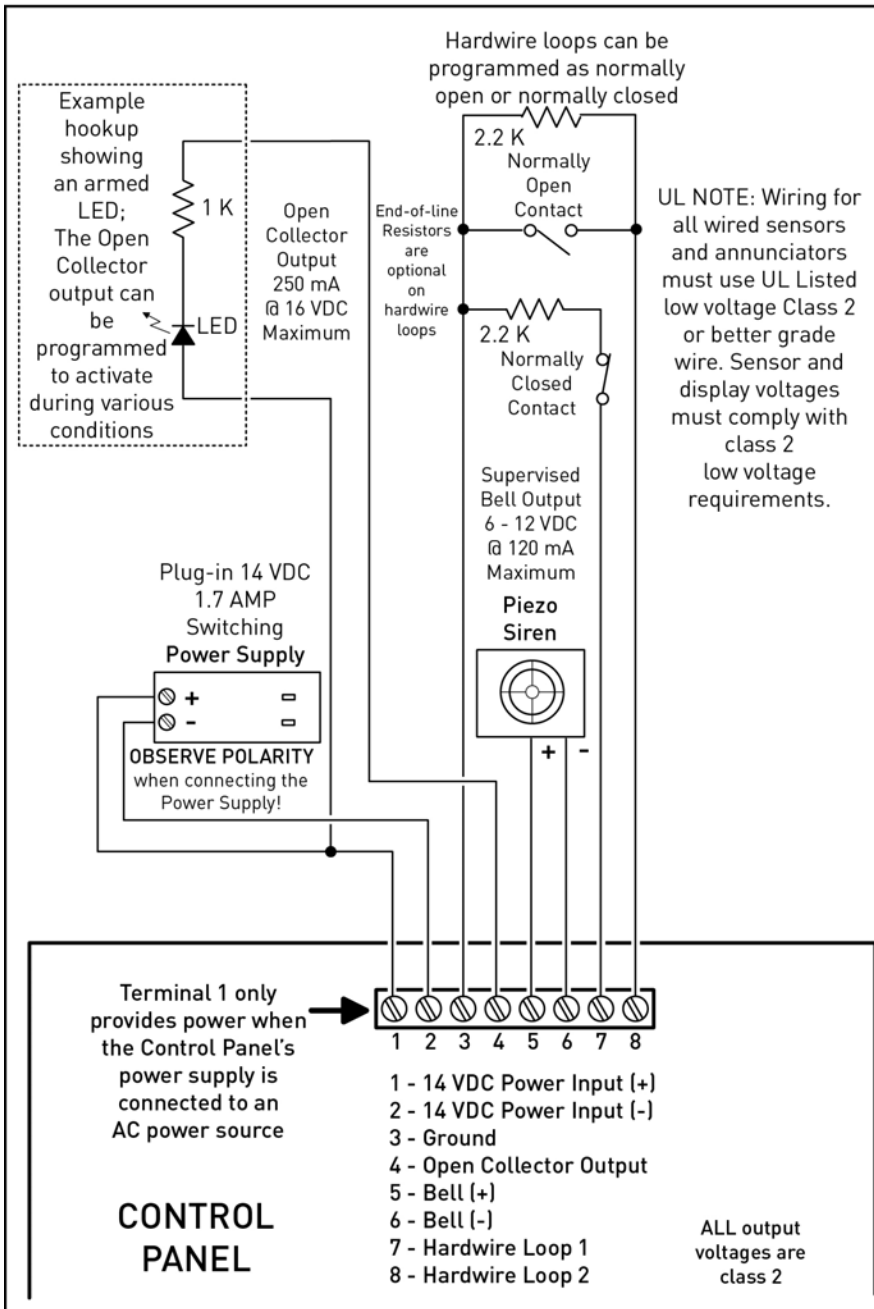 Hardwire loops can be
programmed as normally
open or normally closed
Example
hookup
showing
an armed
LED;
The Open
Collector
output can
be
programmed
to activate
during various
conditions
1 K
LED
Open
Collector
Output
250 mA
@ 16 VDC
Maximum
End-of-line
Resistors
are
optional
on
hardwire
loops
2.2 K
Normally
Open
Contact
2.2 K
Normally
Closed
Contact
UL NOTE: Wiring for
all wired sensors
and annunciators
must use UL Listed
low voltage Class 2
or better grade
wire. Sensor and
display voltages
must comply with
class 2
low voltage
requirements.
Supervised
Bell Output
6 - 12 VDC
@ 120 mA
Maximum
Piezo
Siren
+ -
Plug-in 14 VDC
1.7 AMP
Switching
Power Supply
+
-
OBSERVE POLARITY
when connecting the
Power Supply!
Terminal 1 only
provides power when
the Control Panel's
power supply is
connected to an
AC power source
1 2 3 4 5 6 7 8
1 - 14 VDC Power Input (+)
2 - 14 VDC Power Input (-)
3 - Ground
4 - Open Collector Output
5 - Bell (+)
6 - Bell (-)
7 - Hardwire Loop 1
8 - Hardwire Loop 2
CONTROL
PANEL
ALL output
voltages are
class 2